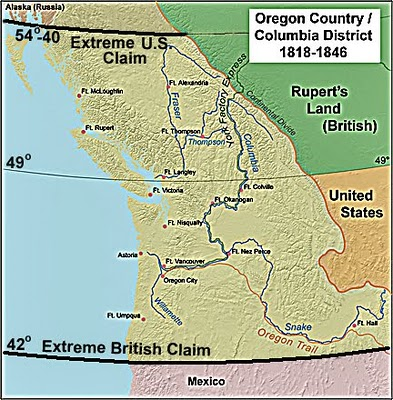 Alaska (Russia)
54°-40
Extreme U.S.
Claim
Oregon Country /
Columbia District
1818-1846
Ft. McLoughlin
Ft. Alexandria
Fraser
York Factory Express
Continental Divide
Rupert's
Land
(British)
Ft. Rupert
Ft. Thompson
Thompson
Columbia
49°
49°
Ft. Langley
Ft. Victoria
Ft. Colville
Ft. Okanogan
United
States
Ft. Nisqually
Astoria
Ft. Vancouver
Ft. Nez Perce
Oregon City
Willamette
Ft. Umpqua
Snake
Ft. Hall
Oregon Trail
42°
Extreme British Claim
Mexico